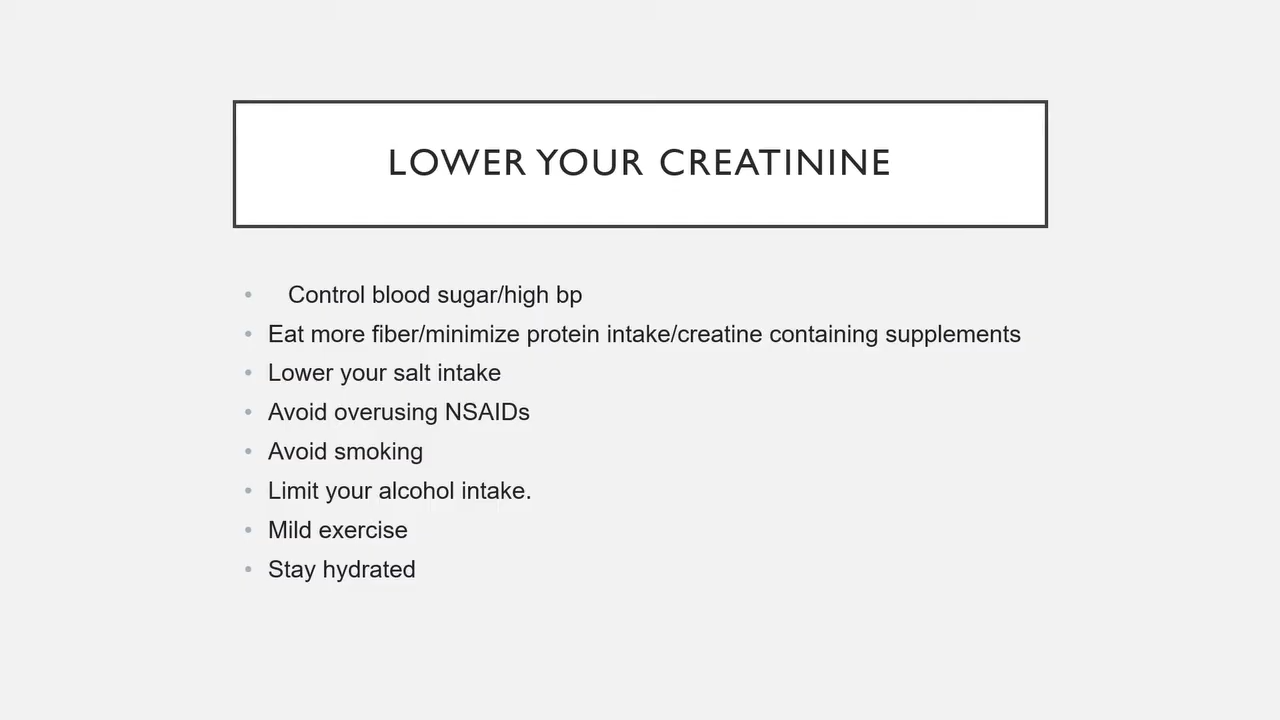 LOWER YOUR CREATININE
• Control blood sugar/high bp
• Eat more fiber/minimize protein intake/creatine containing supplements
• Lower your salt intake
• Avoid overusing NSAIDs
• Avoid smoking
• Limit your alcohol intake.
• Mild exercise
• Stay hydrated